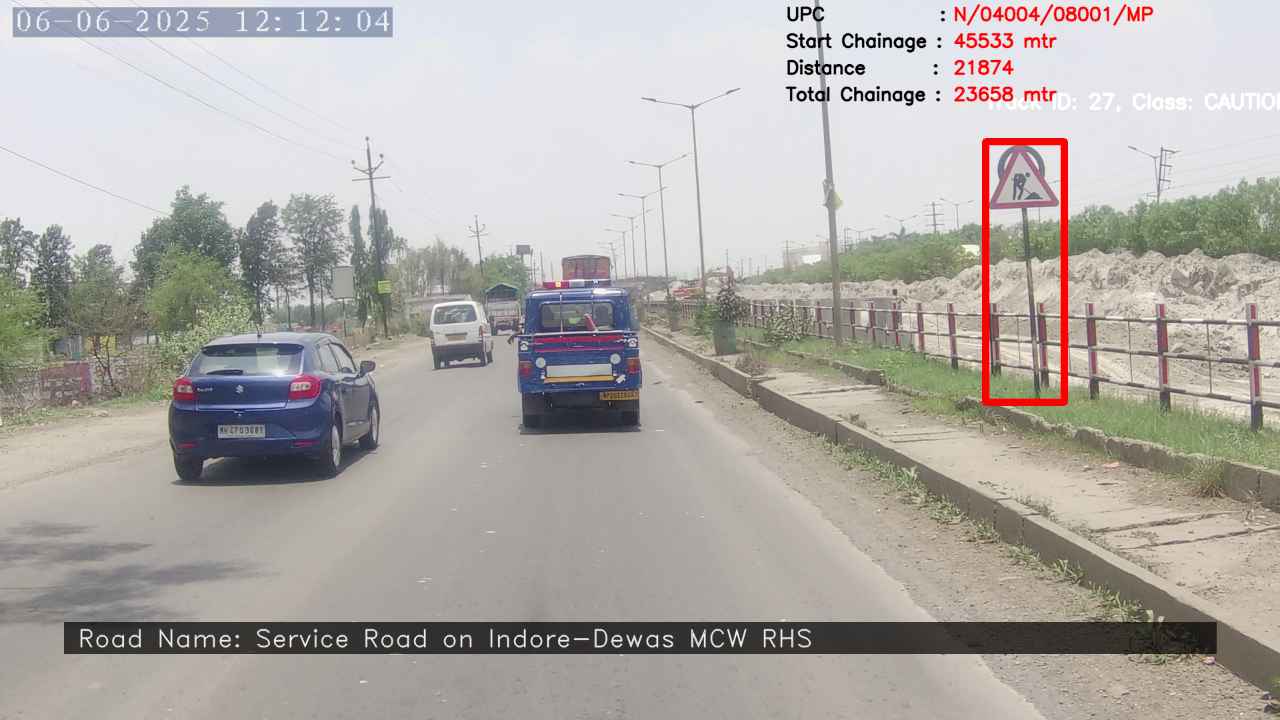 06-06-2025 12:12:04
UPC : N/04004/08001/MP
Start Chainage : 45533 mtr
Distance : 21874
Total Chainage : 23658 mtr
Track ID: 27, Class: CAUTION
Road Name: Service Road on Indore-Dewas MCW RHS